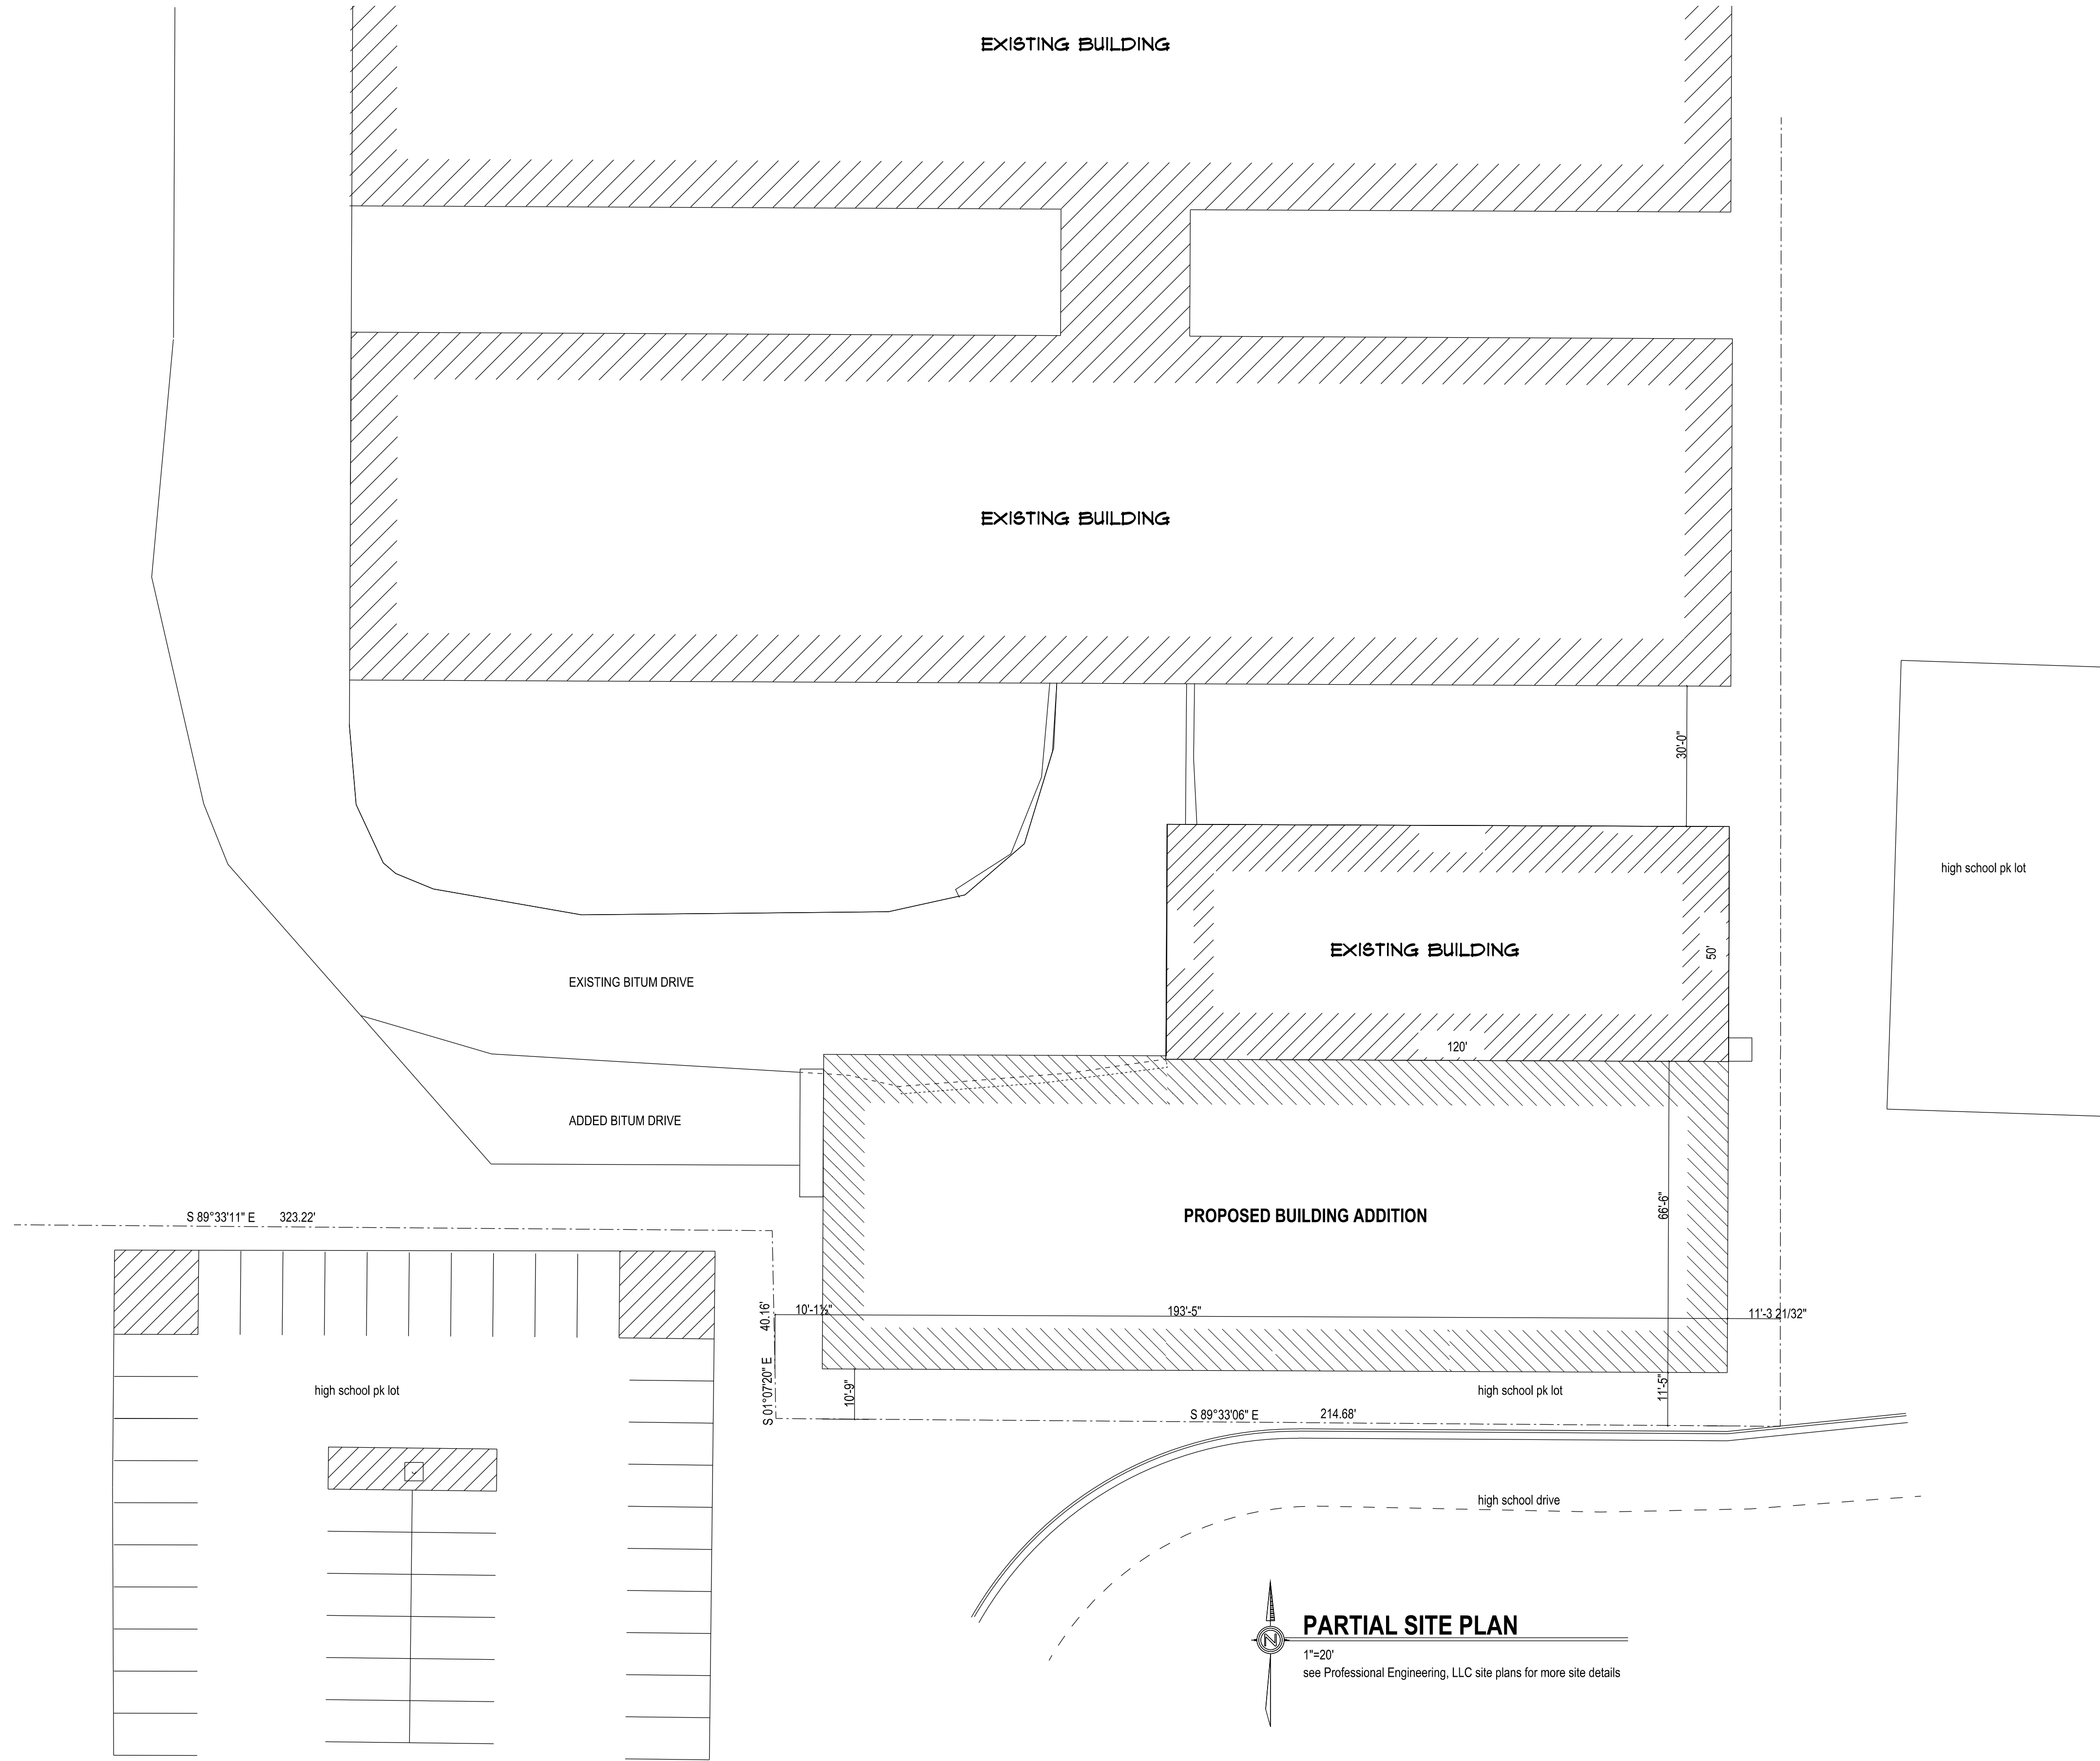 EXISTING BUILDING
EXISTING BUILDING
30'-0"
high school pk lot
EXISTING BUILDING
50'
EXISTING BITUM DRIVE
120'
ADDED BITUM DRIVE
PROPOSED BUILDING ADDITION
66'-6"
S 89°33'11" E 323.22'
10'-1½"
193'-5"
11'-3 21/32"
S 01°07'20" E 40.16'
high school pk lot
10'-9"
high school pk lot
11'-5"
S 89°33'06" E 214.68'
high school drive
N
PARTIAL SITE PLAN
1"=20'
see Professional Engineering, LLC site plans for more site details